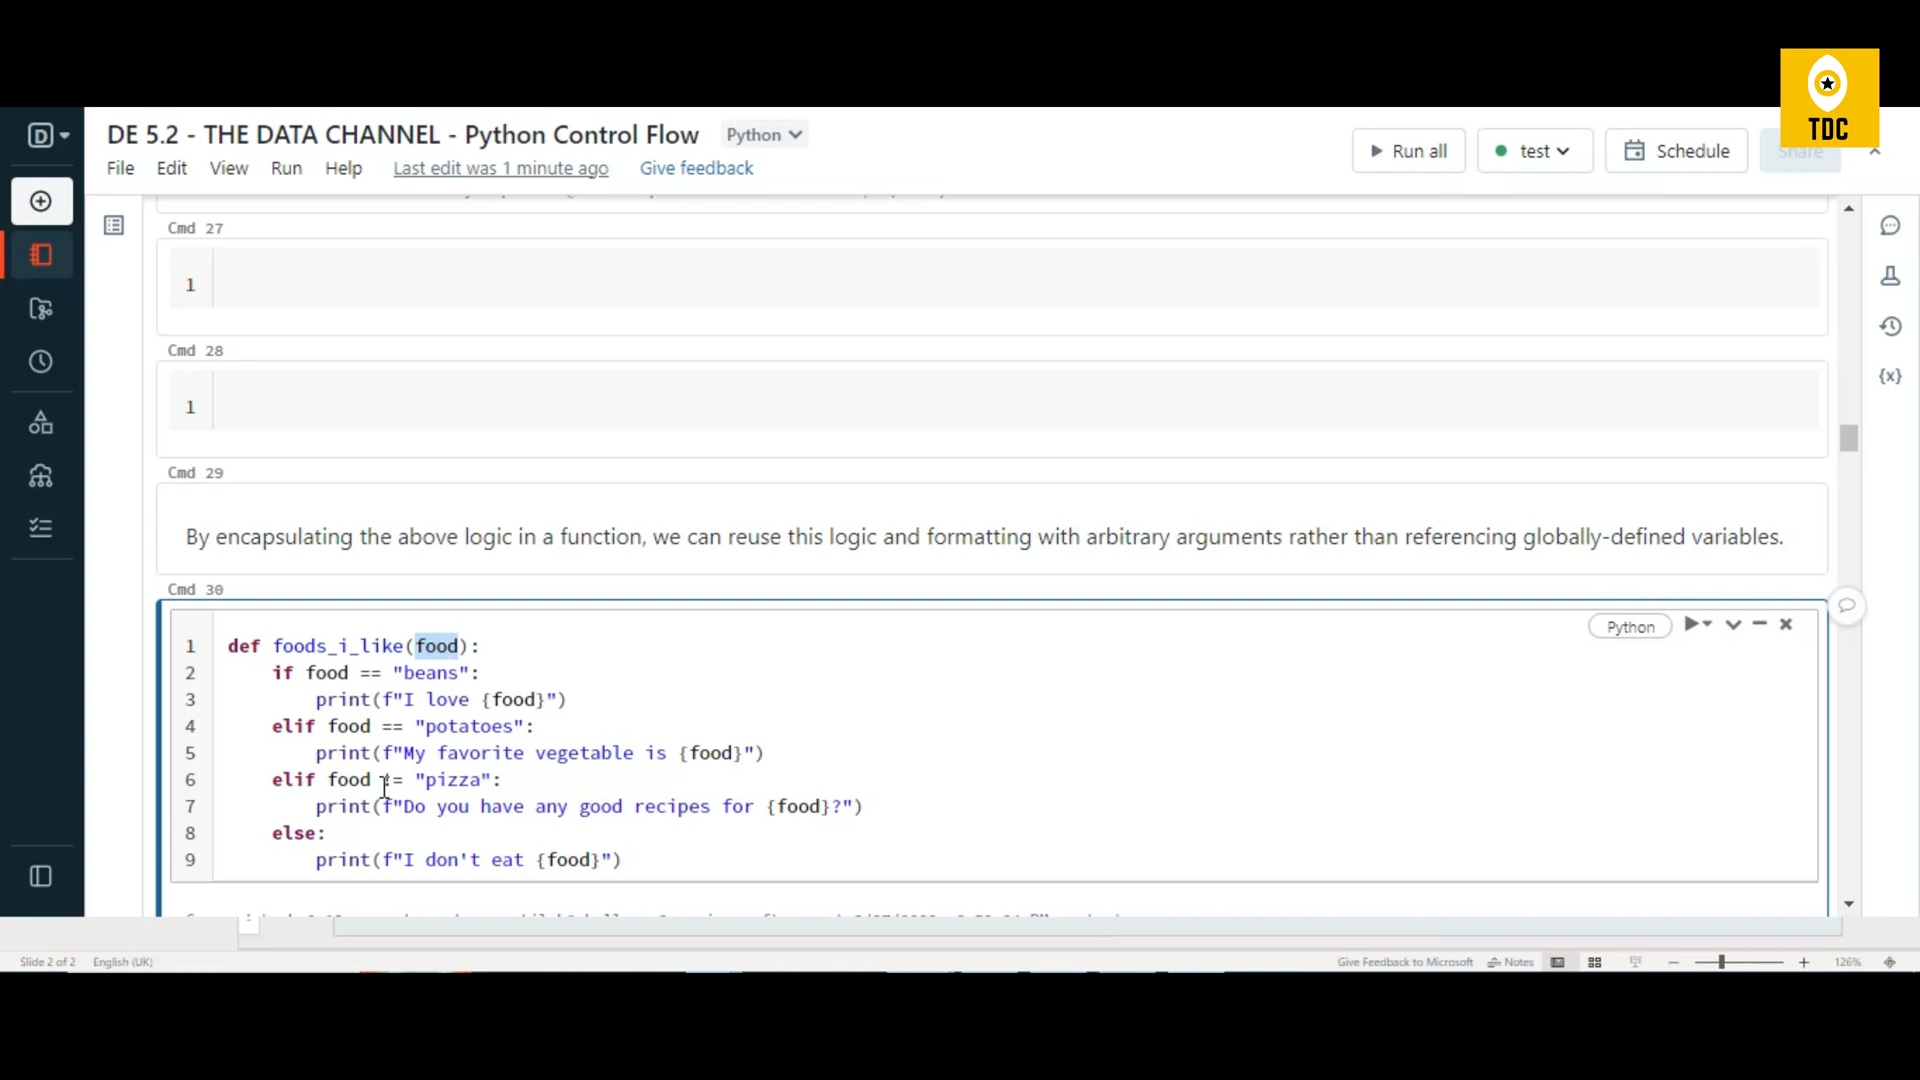 TDC
DE 5.2 - THE DATA CHANNEL - Python Control Flow
Python
File Edit View Run Help Last edit was 1 minute ago Give feedback
Run all
test
Schedule
Share
Cmd 27
1
Cmd 28
1
Cmd 29
By encapsulating the above logic in a function, we can reuse this logic and formatting with arbitrary arguments rather than referencing globally-defined variables.
Cmd 30
Python
1 def foods_i_like(food):
2 if food == "beans":
3 print(f"I love {food}")
4 elif food == "potatoes":
5 print(f"My favorite vegetable is {food}")
6 elif food != "pizza":
7 print(f"Do you have any good recipes for {food}?")
8 else:
9 print(f"I don't eat {food}")
Slide 2 of 2 English (UK)
Give Feedback to Microsoft Notes 126%